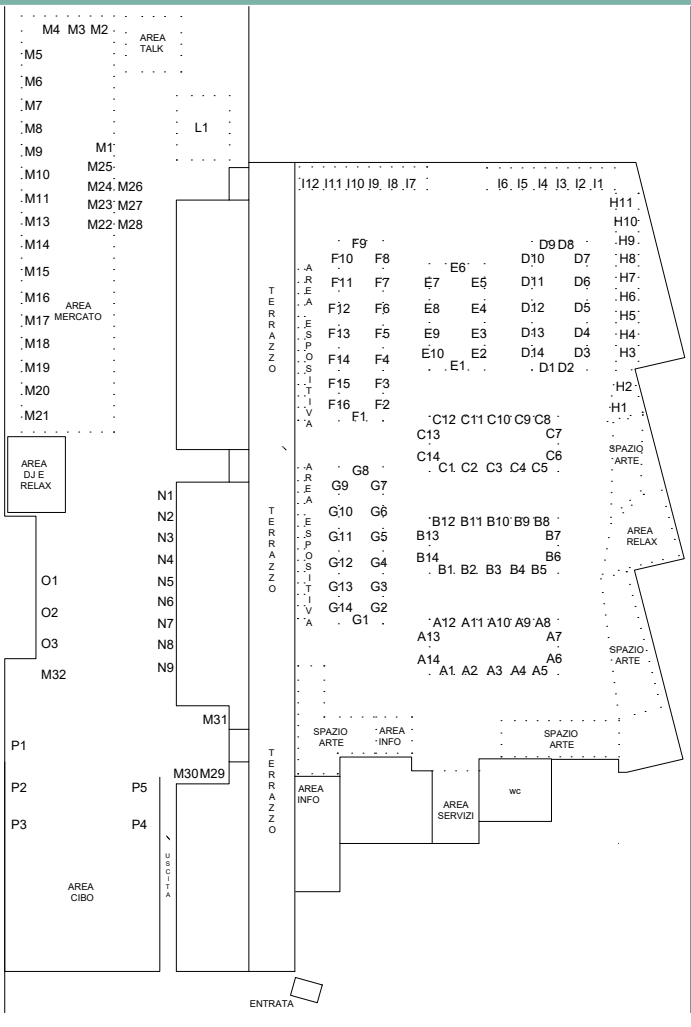 M4 M3 M2
AREA
TALK
M5
M6
M7
M8
L1
M9
M1
M10
M25
M11
M24 M26
M23 M27
M13
M22 M28
M14
M15
M16
AREA
MERCATO
M17
M18
M19
M20
M21
AREA
DJ E
RELAX
N1
N2
N3
N4
N5
N6
N7
N8
N9
O1
O2
O3
M32
M31
M30 M29
P1
P2
P5
P3
P4
AREA
CIBO
USCITA
TERRAZZO
TERRAZZO
TERRAZZO
ENTRATA
I12 I11 I10 I9 I8 I7
I6 I5 I4 I3 I2 I1
H11
H10
H9
H8
H7
H6
H5
H4
H3
H2
H1
AREA ESPOSITIVA
F9
F10 F8
F11 F7
F12 F6
F13 F5
F14 F4
F15 F3
F16 F2
F1
E6
E7 E5
E8 E4
E9 E3
E10 E2
E1
D9 D8
D10 D7
D11 D6
D12 D5
D13 D4
D14 D3
D1 D2
C12 C11 C10 C9 C8
C13 C7
C14 C6
C1 C2 C3 C4 C5
SPAZIO
ARTE
AREA ESPOSITIVA
G8
G9 G7
G10 G6
G11 G5
G12 G4
G13 G3
G14 G2
G1
B12 B11 B10 B9 B8
B13 B7
B14 B6
B1 B2 B3 B4 B5
AREA
RELAX
A12 A11 A10 A9 A8
A13 A7
A14 A6
A1 A2 A3 A4 A5
SPAZIO
ARTE
SPAZIO
ARTE
AREA
INFO
SPAZIO
ARTE
AREA
INFO
AREA
SERVIZI
wc